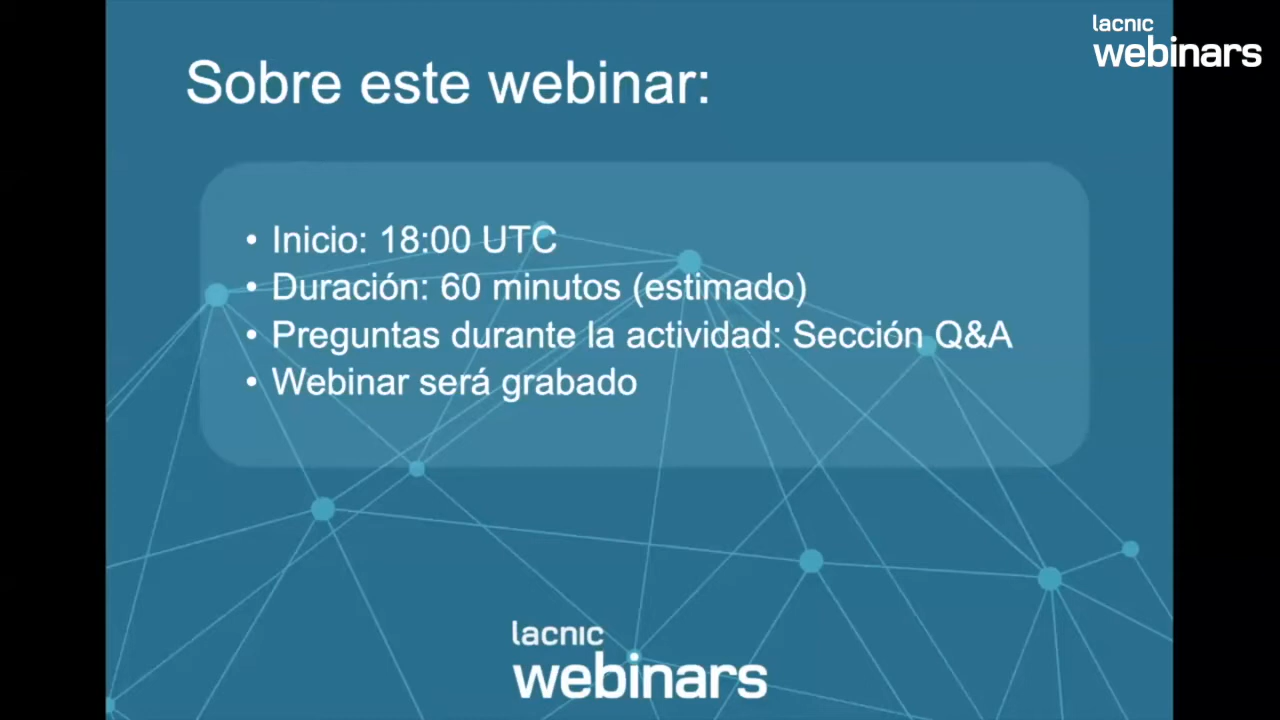 lacnic
webinars
Sobre este webinar:
• Inicio: 18:00 UTC
• Duración: 60 minutos (estimado)
• Preguntas durante la actividad: Sección Q&A
• Webinar será grabado
lacnic
webinars